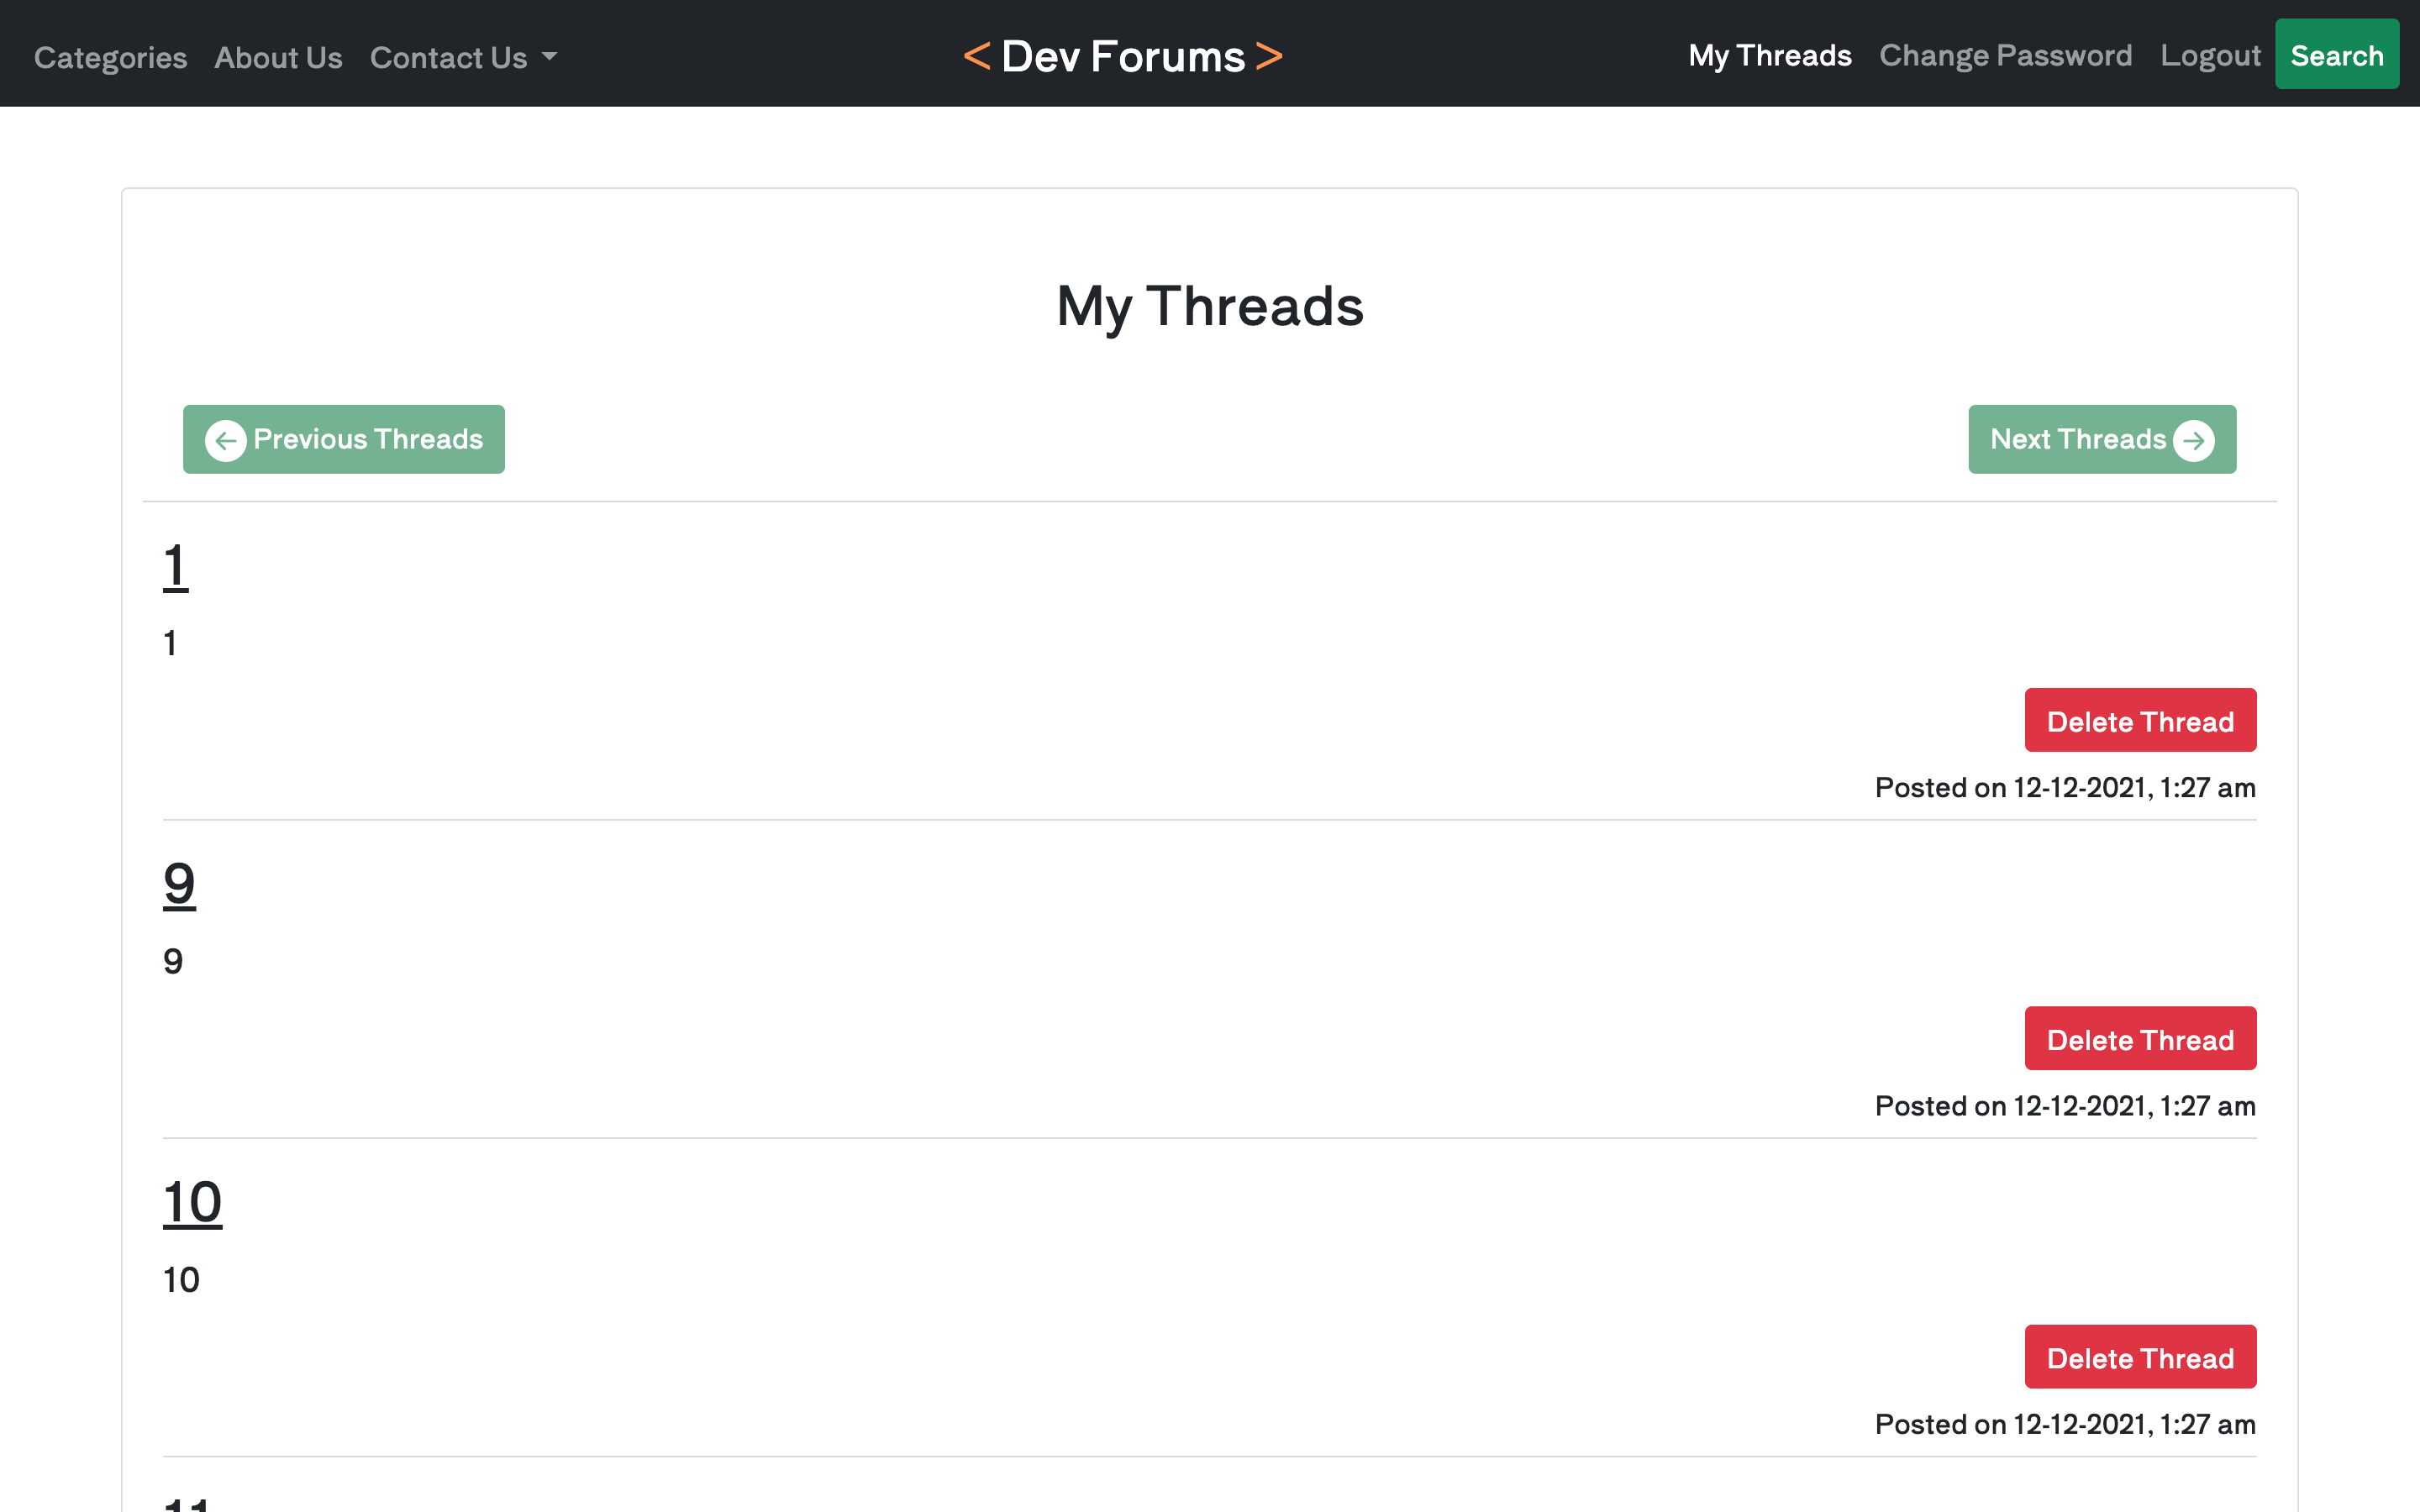 Categories About Us Contact Us < Dev Forums > My Threads Change Password Logout Search
My Threads
Previous Threads Next Threads
1
1
Delete Thread
Posted on 12-12-2021, 1:27 am
9
9
Delete Thread
Posted on 12-12-2021, 1:27 am
10
10
Delete Thread
Posted on 12-12-2021, 1:27 am